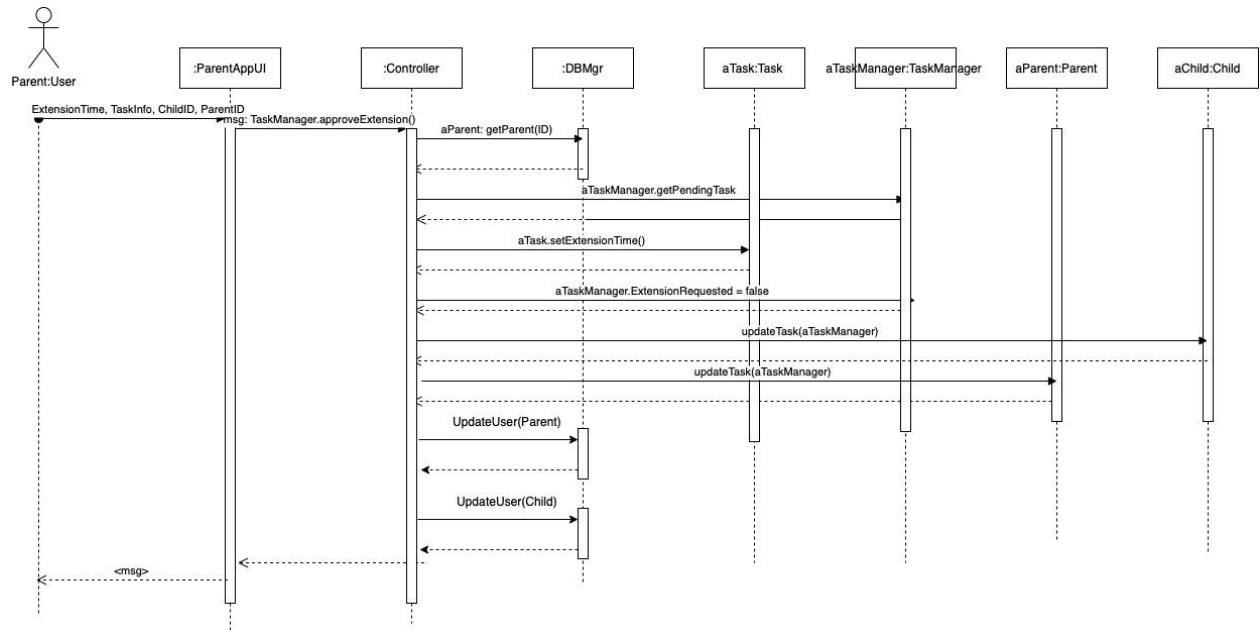 Parent:User
:ParentAppUI
:Controller
:DBMgr
aTask:Task
aTaskManager:TaskManager
aParent:Parent
aChild:Child
ExtensionTime, TaskInfo, ChildID, ParentID
msg: TaskManager.approveExtension()
aParent: getParent(ID)
aTaskManager.getPendingTask
aTask.setExtensionTime()
aTaskManager.ExtensionRequested = false
updateTask(aTaskManager)
updateTask(aTaskManager)
UpdateUser(Parent)
UpdateUser(Child)
<msg>